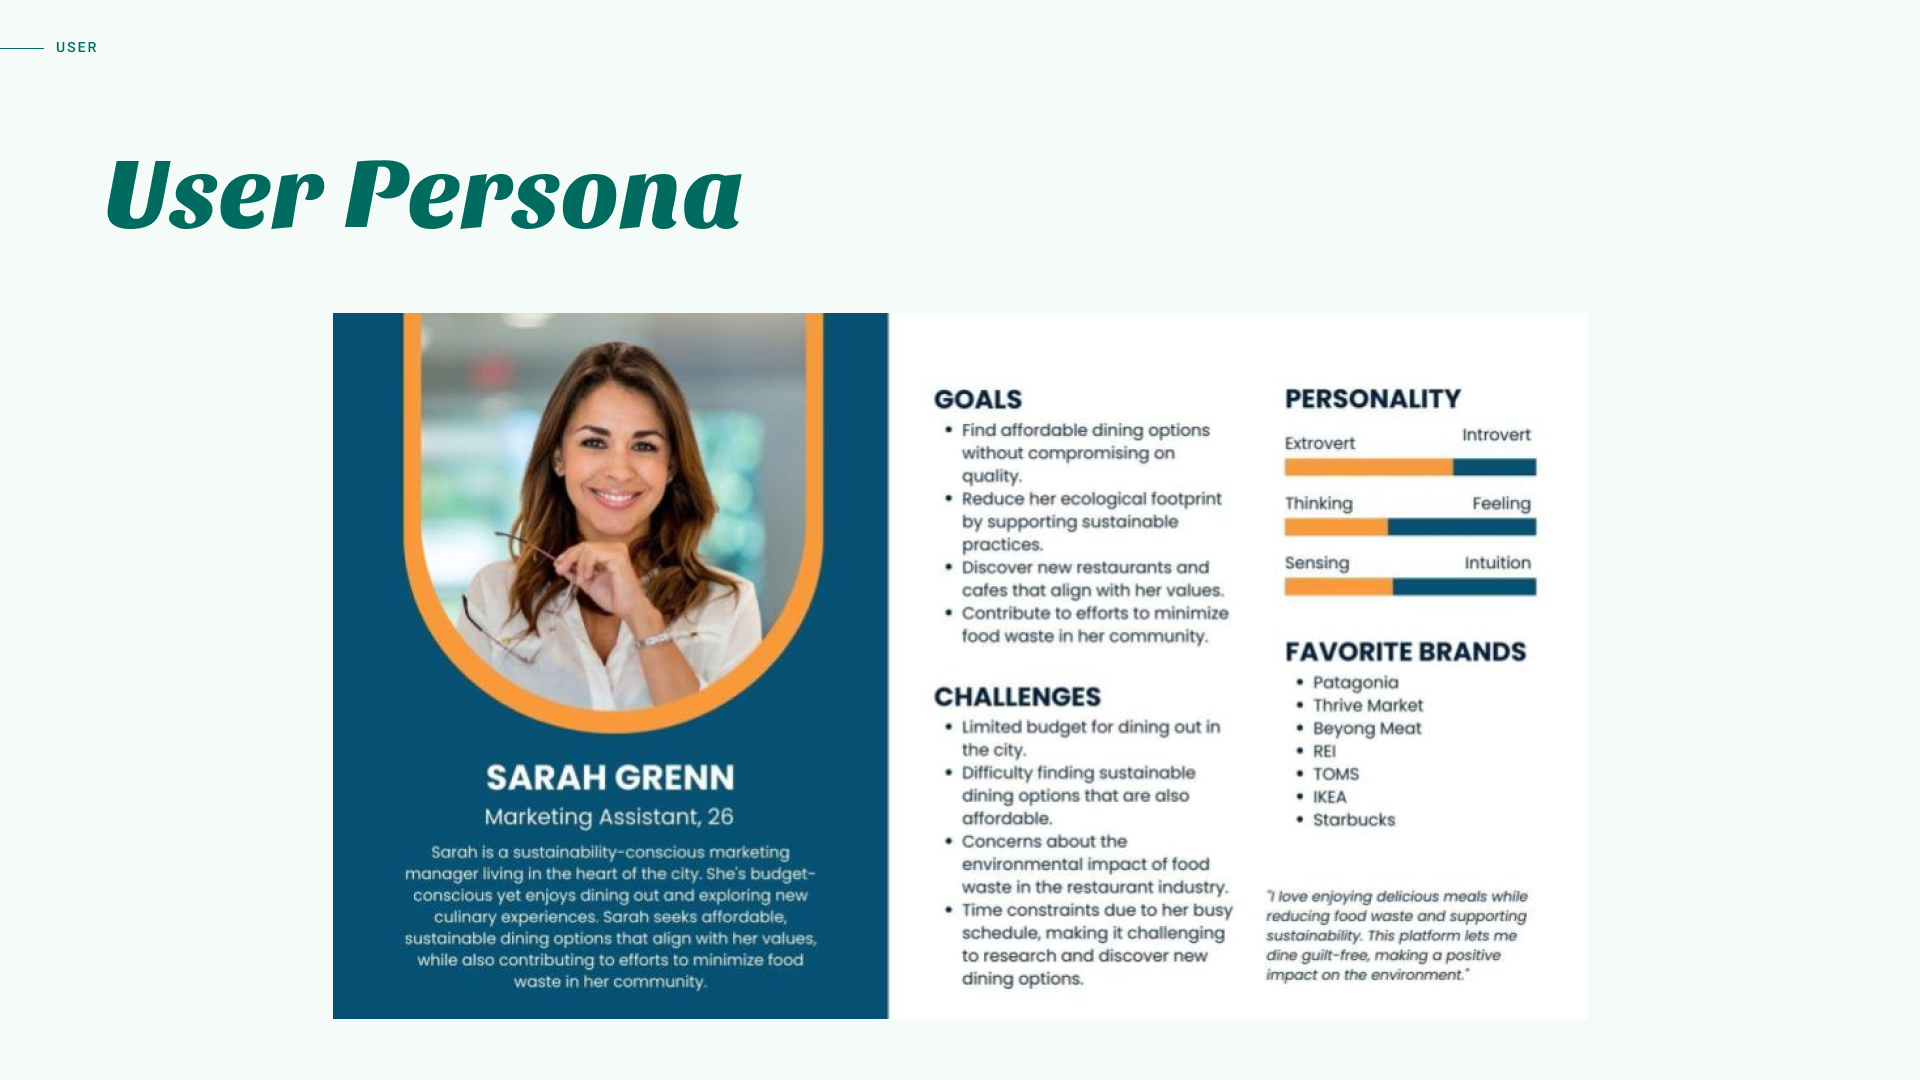 USER
User Persona
SARAH GRENN
Marketing Assistant, 26
Sarah is a sustainability-conscious marketing
manager living in the heart of the city. She's budget-
conscious yet enjoys dining out and exploring new
culinary experiences. Sarah seeks affordable,
sustainable dining options that align with her values,
while also contributing to efforts to minimize food
waste in her community.
GOALS
• Find affordable dining options
without compromising on
quality.
• Reduce her ecological footprint
by supporting sustainable
practices.
• Discover new restaurants and
cafes that align with her values.
• Contribute to efforts to minimize
food waste in her community.
CHALLENGES
• Limited budget for dining out in
the city.
• Difficulty finding sustainable
dining options that are also
affordable.
• Concerns about the
environmental impact of food
waste in the restaurant industry.
• Time constraints due to her busy
schedule, making it challenging
to research and discover new
dining options.
PERSONALITY
Extrovert Introvert
Thinking Feeling
Sensing Intuition
FAVORITE BRANDS
• Patagonia
• Thrive Market
• Beyong Meat
• REI
• TOMS
• IKEA
• Starbucks
"I love enjoying delicious meals while
reducing food waste and supporting
sustainability. This platform lets me
dine guilt-free, making a positive
impact on the environment."